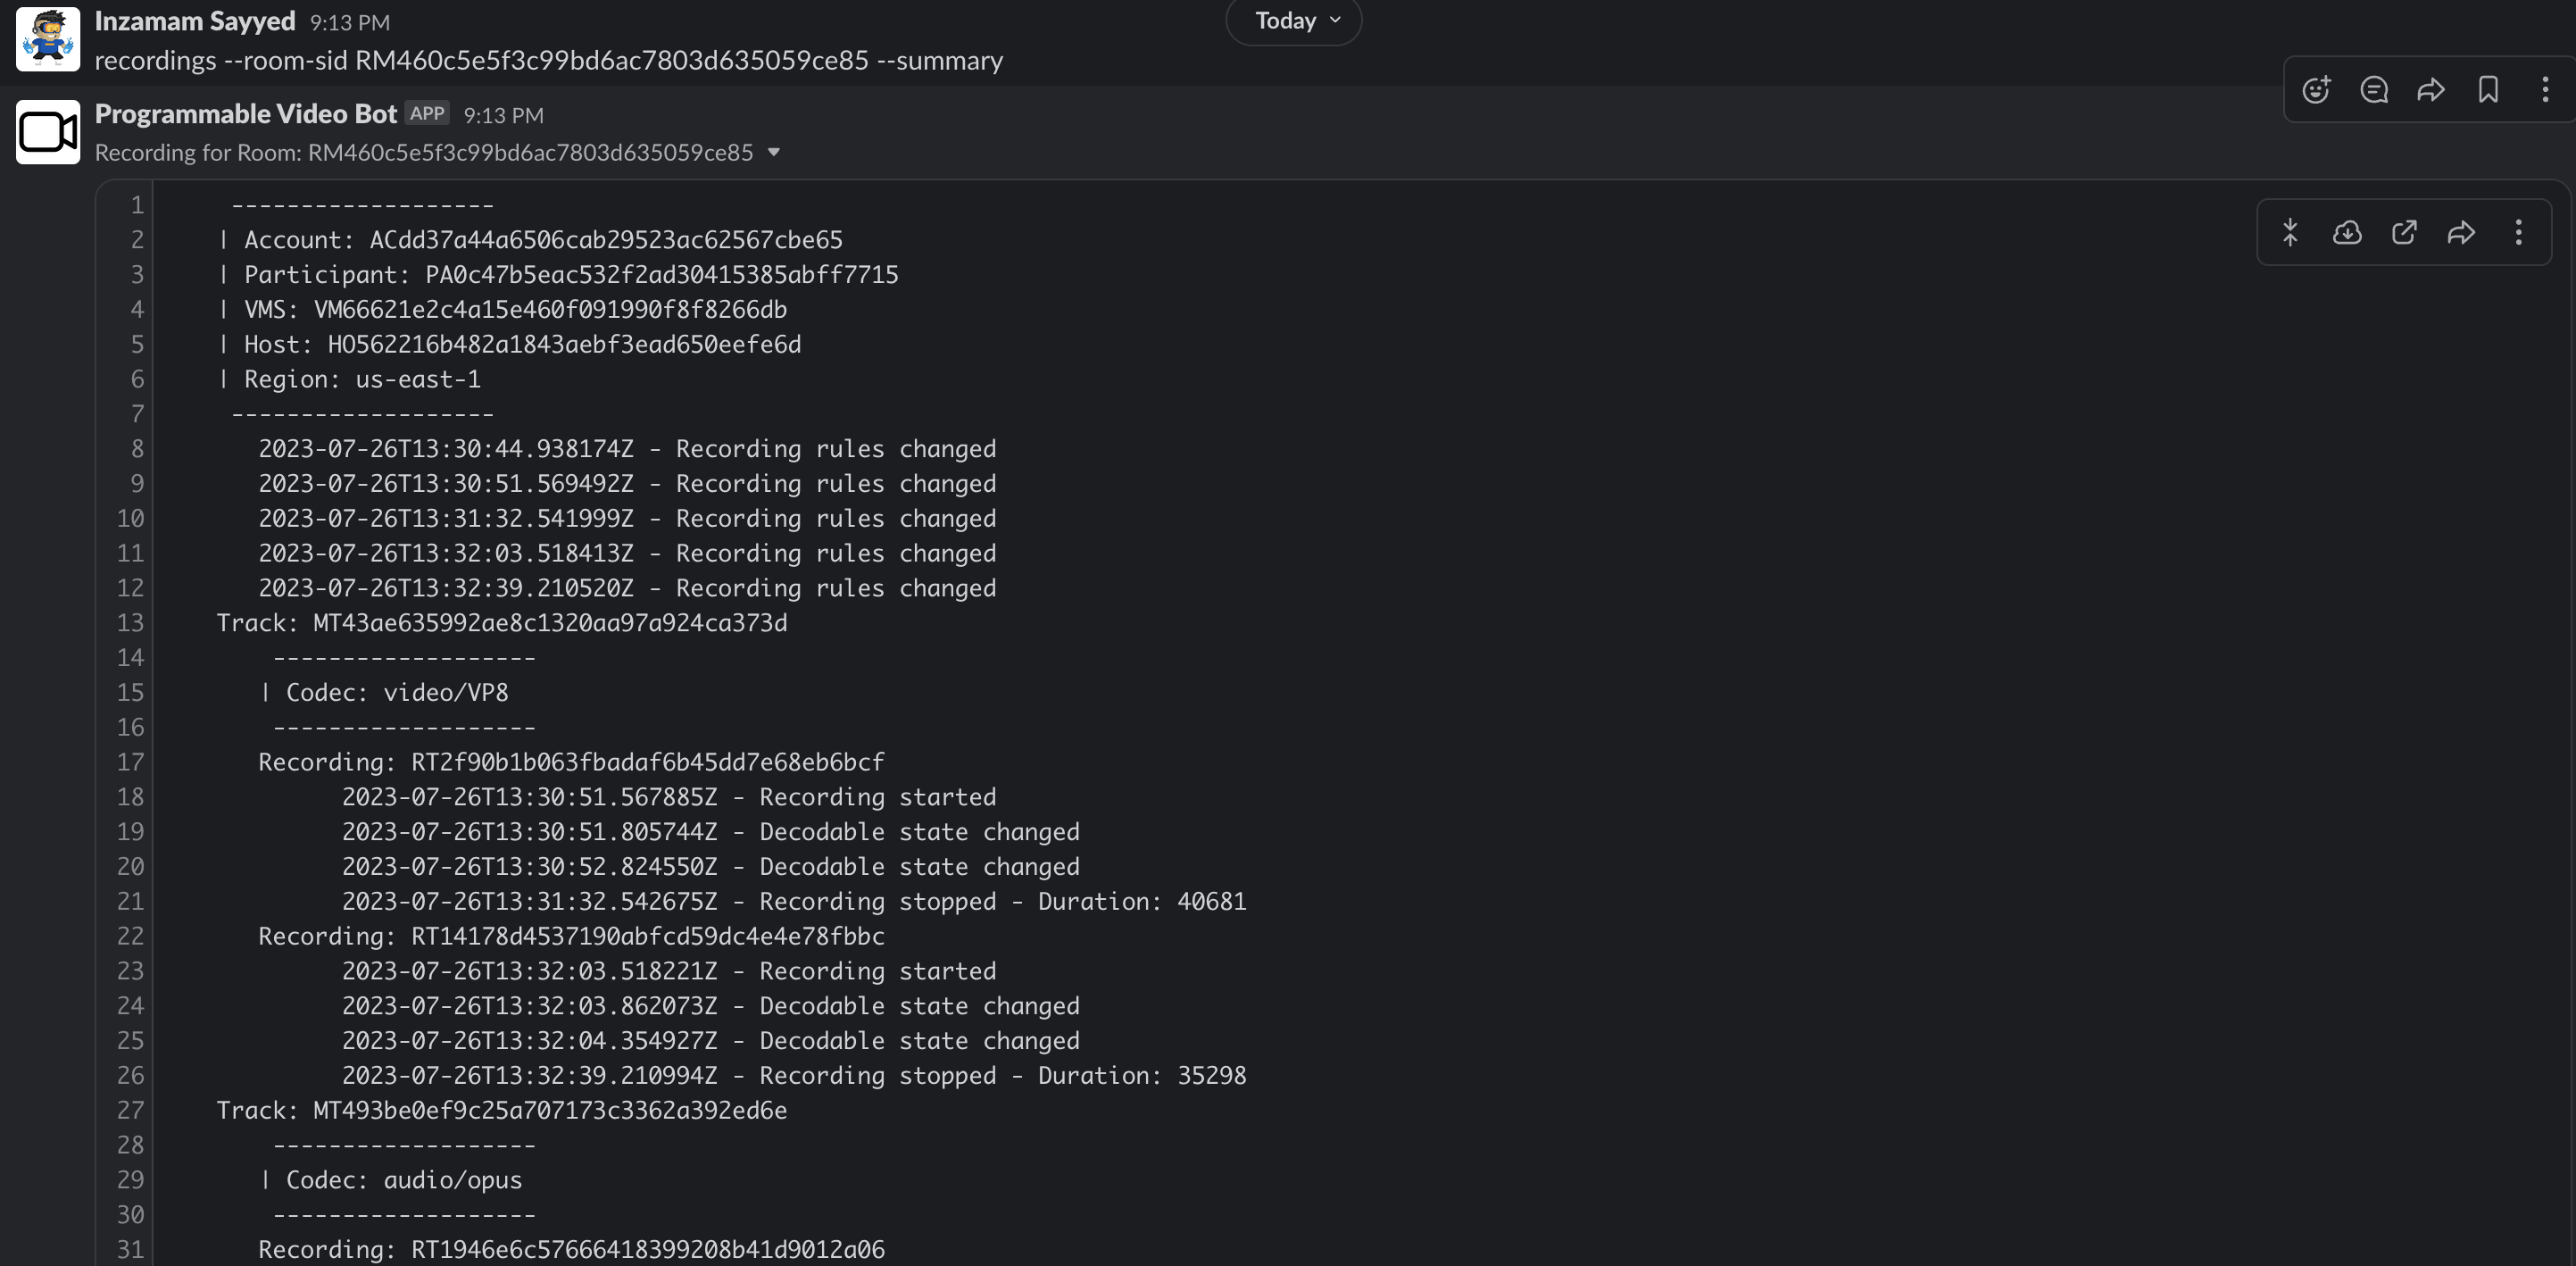 Inzamam Sayyed 9:13 PM
Today
recordings --room-sid RM460c5e5f3c99bd6ac7803d635059ce85 --summary
Programmable Video Bot APP 9:13 PM
Recording for Room: RM460c5e5f3c99bd6ac7803d635059ce85
1 -------------------
2 | Account: ACdd37a44a6506cab29523ac62567cbe65
3 | Participant: PA0c47b5eac532f2ad30415385abff7715
4 | VMS: VM66621e2c4a15e460f091990f8f8266db
5 | Host: HO562216b482a1843aebf3ead650eefe6d
6 | Region: us-east-1
7 -------------------
8 2023-07-26T13:30:44.938174Z - Recording rules changed
9 2023-07-26T13:30:51.569492Z - Recording rules changed
10 2023-07-26T13:31:32.541999Z - Recording rules changed
11 2023-07-26T13:32:03.518413Z - Recording rules changed
12 2023-07-26T13:32:39.210520Z - Recording rules changed
13 Track: MT43ae635992ae8c1320aa97a924ca373d
14 -------------------
15 | Codec: video/VP8
16 -------------------
17 Recording: RT2f90b1b063fbadaf6b45dd7e68eb6bcf
18 2023-07-26T13:30:51.567885Z - Recording started
19 2023-07-26T13:30:51.805744Z - Decodable state changed
20 2023-07-26T13:30:52.824550Z - Decodable state changed
21 2023-07-26T13:31:32.542675Z - Recording stopped - Duration: 40681
22 Recording: RT14178d4537190abfcd59dc4e4e78fbbc
23 2023-07-26T13:32:03.518221Z - Recording started
24 2023-07-26T13:32:03.862073Z - Decodable state changed
25 2023-07-26T13:32:04.354927Z - Decodable state changed
26 2023-07-26T13:32:39.210994Z - Recording stopped - Duration: 35298
27 Track: MT493be0ef9c25a707173c3362a392ed6e
28 -------------------
29 | Codec: audio/opus
30 -------------------
31 Recording: RT1946e6c57666418399208b41d9012a06